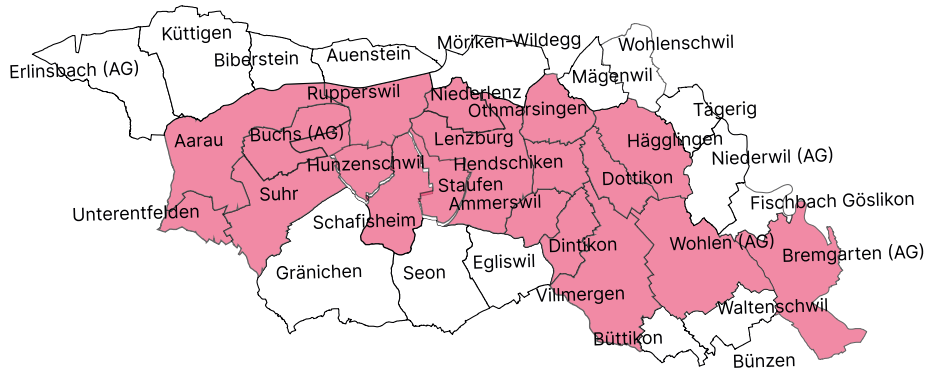 Küttigen
Möriken-Wildegg
Wohlenschwil
Biberstein
Auenstein
Erlinsbach (AG)
Mägenwil
Rupperswil
Niederlenz
Othmarsingen
Tägerig
Aarau
Buchs (AG)
Lenzburg
Hägglingen
Niederwil (AG)
Hunzenschwil
Hendschiken
Dottikon
Staufen
Suhr
Ammerswil
Fischbach Göslikon
Unterentfelden
Schafisheim
Dintikon
Wohlen (AG)
Bremgarten (AG)
Gränichen
Seon
Egliswil
Villmergen
Waltenschwil
Büttikon
Bünzen